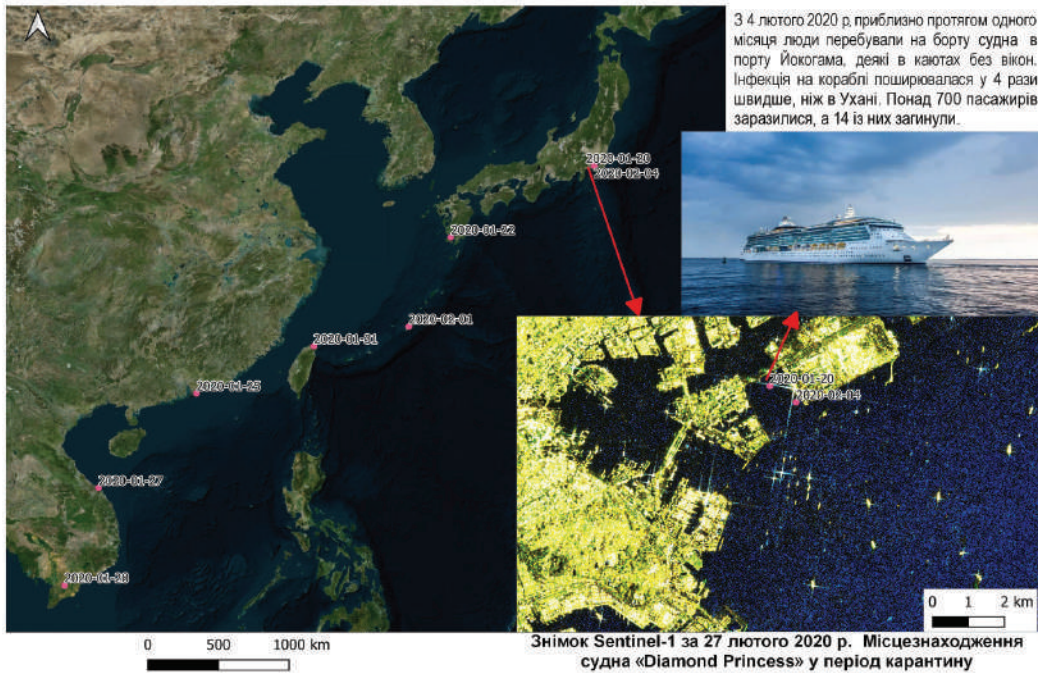 З 4 лютого 2020 р, приблизно протягом одного
місяця люди перебували на борту судна в
порту Йокогама, деякі в каютах без вікон.
Інфекція на кораблі поширювалася у 4 рази
швидше, ніж в Ухані. Понад 700 пасажирів
заразилися, а 14 із них загинули.
2020-01-20
2020-02-04
2020-01-22
2020-02-01
2020-01-31
2020-01-25
2020-01-27
2020-01-28
2020-01-20
2020-02-04
0 1 2 km
0 500 1000 km
Знімок Sentinel-1 за 27 лютого 2020 р. Місцезнаходження
судна «Diamond Princess» у період карантину